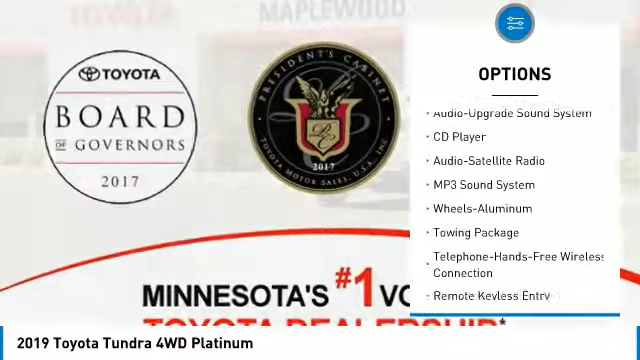 MAPLEWOOD
TOYOTA
BOARD
OF GOVERNORS
2017
PRESIDENT'S CABINET
2017
TOYOTA MOTOR SALES, U.S.A., INC.
OPTIONS
Audio-Upgrade Sound System
CD Player
Audio-Satellite Radio
MP3 Sound System
Wheels-Aluminum
Towing Package
Telephone-Hands-Free Wireless
Connection
Remote Keyless Entry
MINNESOTA'S #1
TOYOTA DEALERSHIP*
2019 Toyota Tundra 4WD Platinum